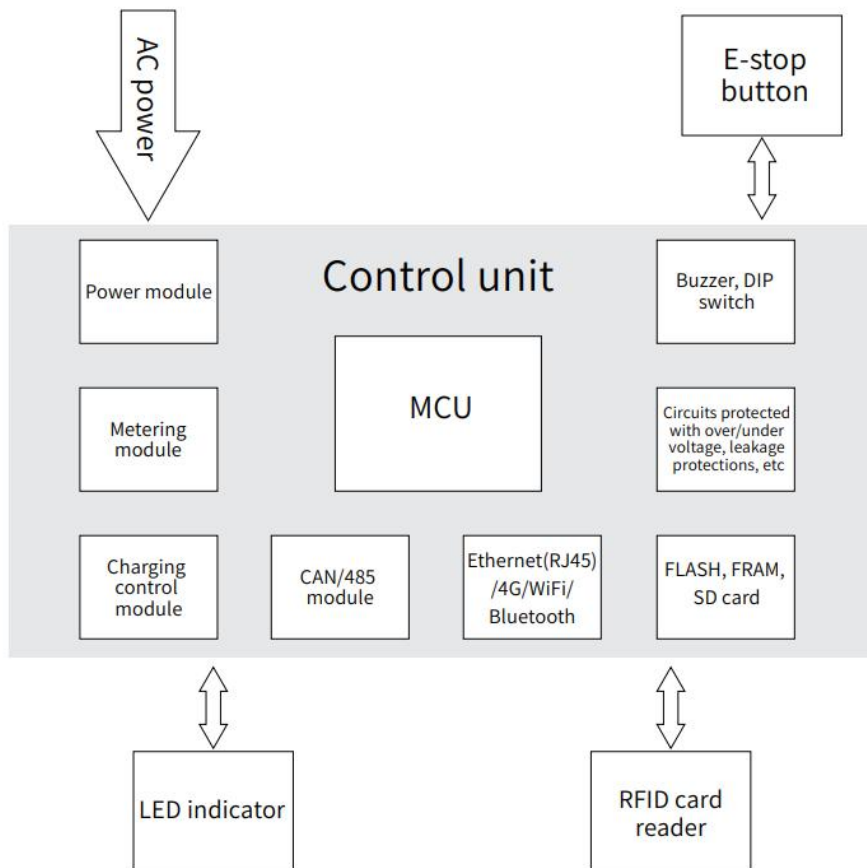 AC power
E-stop
button
Control unit
Power module
Buzzer, DIP
switch
MCU
Metering
module
Circuits protected
with over/under
voltage, leakage
protections, etc
Charging
control
module
CAN/485
module
Ethernet(RJ45)
/4G/WiFi/
Bluetooth
FLASH, FRAM,
SD card
LED indicator
RFID card
reader